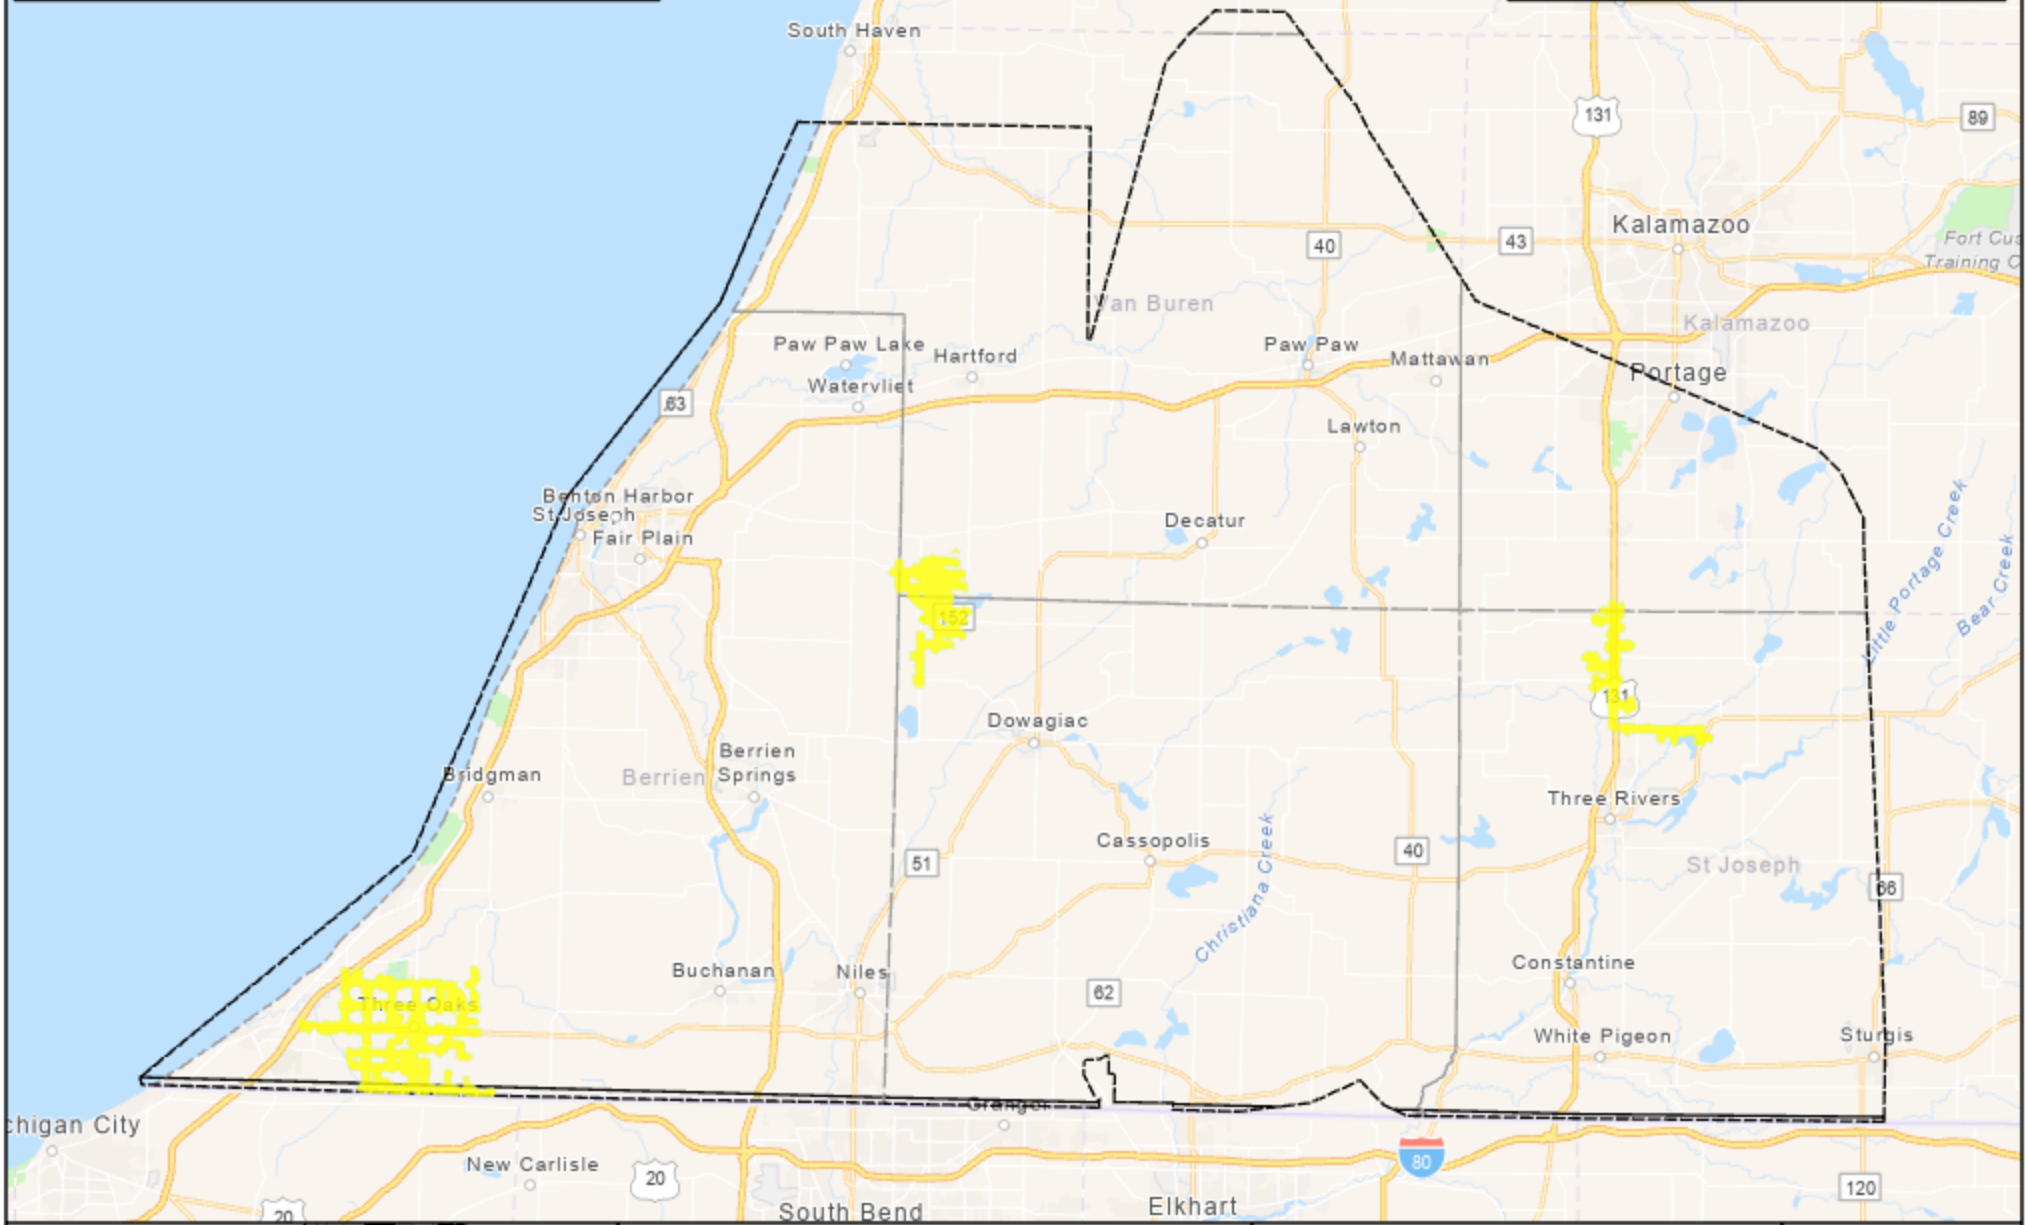 South Haven
131
89
Kalamazoo
40
43
Fort Cus
Training C
Van Buren
Kalamazoo
Paw Paw Lake
Hartford
Paw Paw
Mattawan
Portage
Watervliet
63
Lawton
Benton Harbor
St Joseph
Fair Plain
Decatur
Little Portage Creek
Bear Creek
152
131
Dowagiac
Berrien
Springs
Bridgman
Berrien
Three Rivers
Cassopolis
40
51
Christiana Creek
St Joseph
66
Buchanan
Niles
Constantine
62
Three Oaks
White Pigeon
Sturgis
Granger
chigan City
New Carlisle
20
80
120
20
South Bend
Elkhart